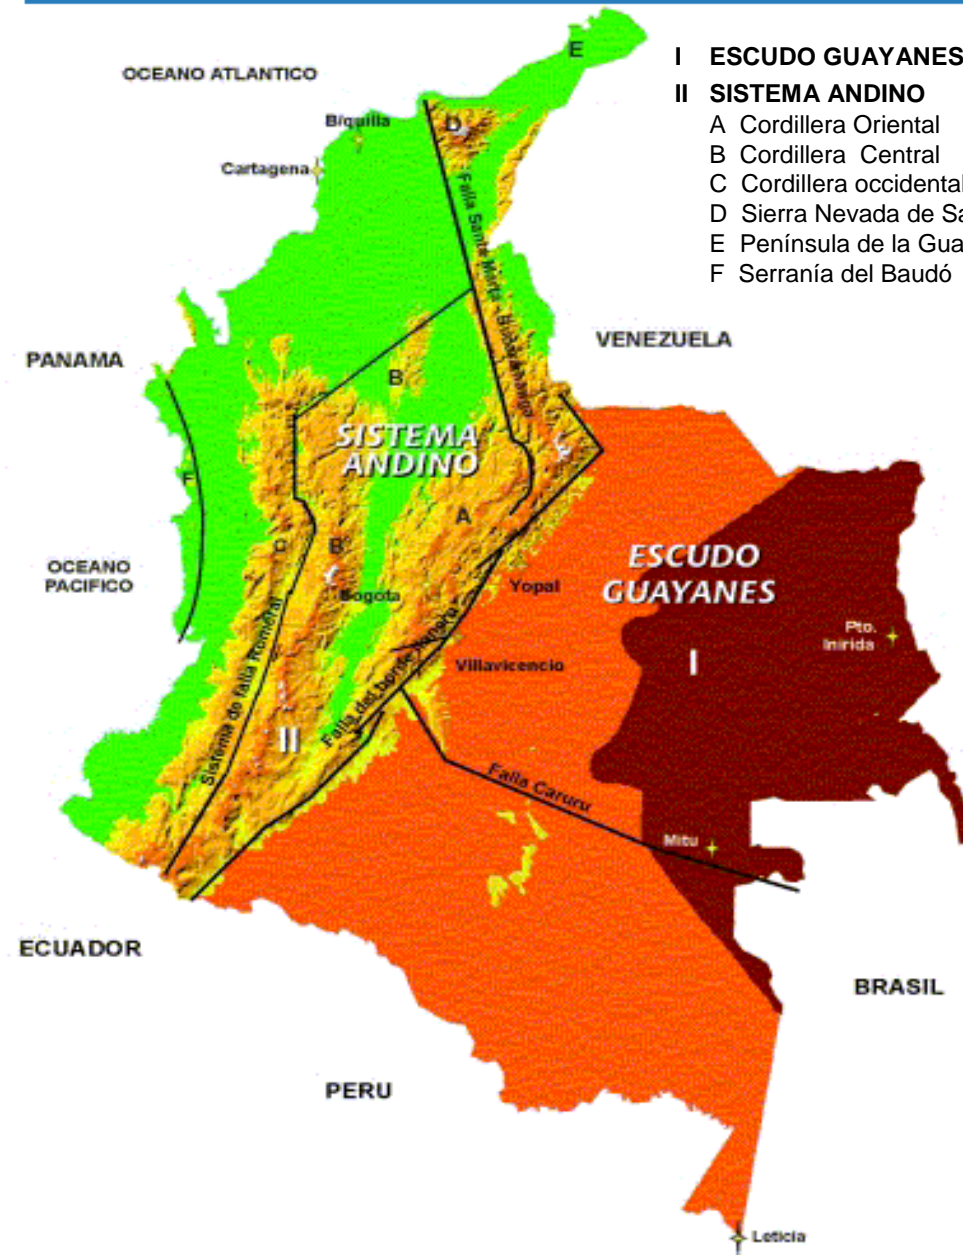 I ESCUDO GUAYANES
II SISTEMA ANDINO
A Cordillera Oriental
B Cordillera Central
C Cordillera occidental
D Sierra Nevada de Sa
E Península de la Gua
F Serranía del Baudó
OCEANO ATLANTICO
E
B/quilla
D
Cartagena
Falla Santa Marta - Bucaramanga
VENEZUELA
PANAMA
B
SISTEMA
ANDINO
F
A
C
B
ESCUDO
GUAYANES
OCEANO
PACIFICO
Bogota
Yopal
Pto.
Inirida
Villavicencio
I
Sistema de falla Romeral
Falla del borde llanero
II
Falla Caruru
Mitu
ECUADOR
BRASIL
PERU
Leticia